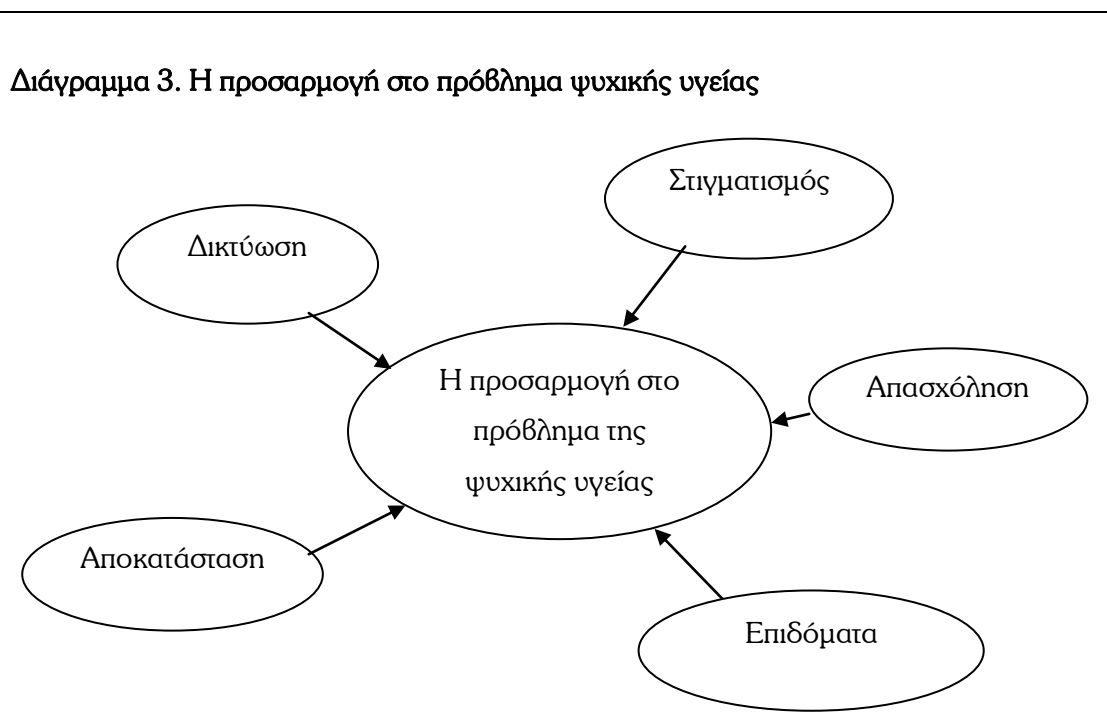 Διάγραμμα 3. Η προσαρμογή στο πρόβλημα ψυχικής υγείας
Στιγματισμός
Δικτύωση
Η προσαρμογή στο
πρόβλημα της
ψυχικής υγείας
Απασχόληση
Αποκατάσταση
Επιδόματα